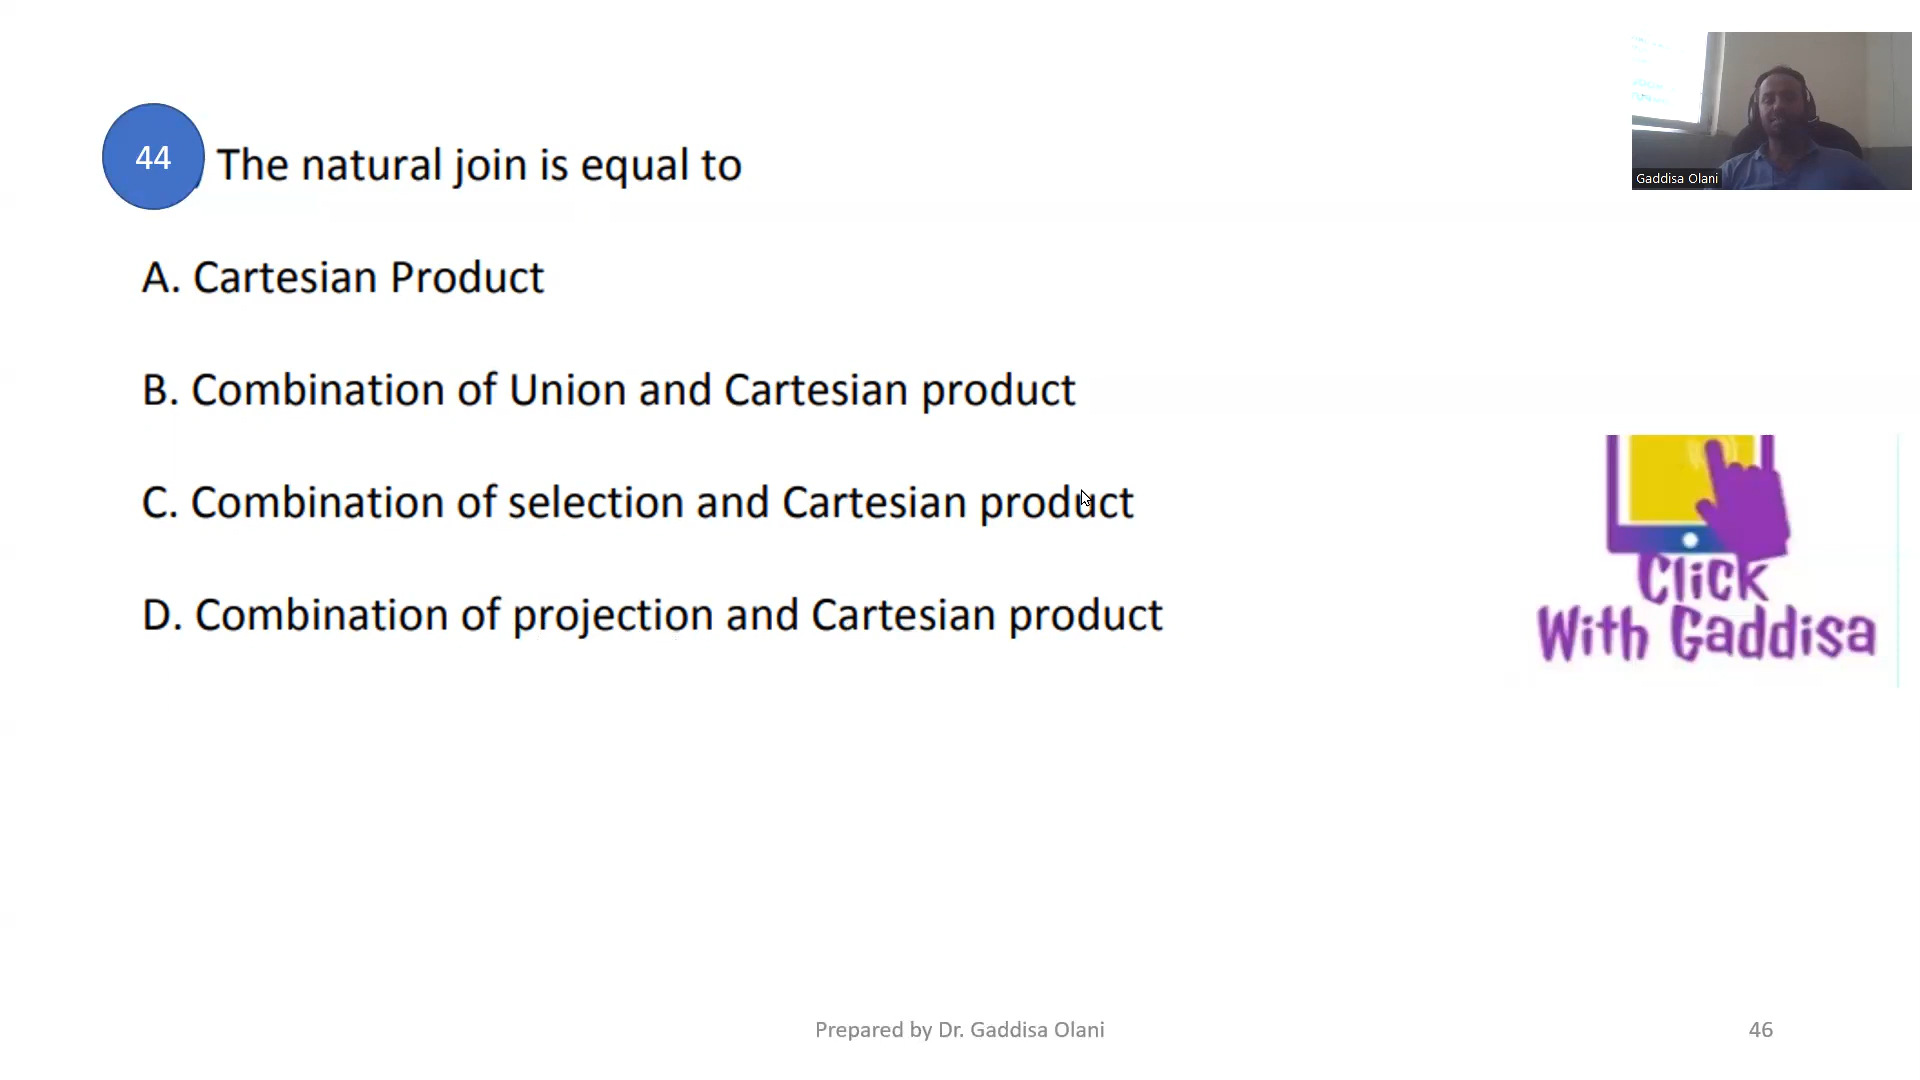 44 The natural join is equal to
A. Cartesian Product
B. Combination of Union and Cartesian product
C. Combination of selection and Cartesian product
D. Combination of projection and Cartesian product
Gaddisa Olani
Click
With Gaddisa
Prepared by Dr. Gaddisa Olani
46